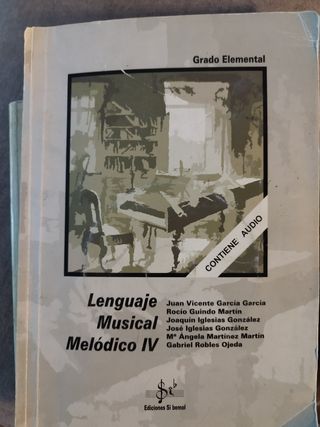 Grado Elemental
CONTIENE AUDIO
Lenguaje
Musical
Melódico IV
Juan Vicente García García
Rocío Guindo Martín
Joaquín Iglesias González
José Iglesias González
Mª Ángela Martínez Martín
Gabriel Robles Ojeda
Ediciones Si bemol